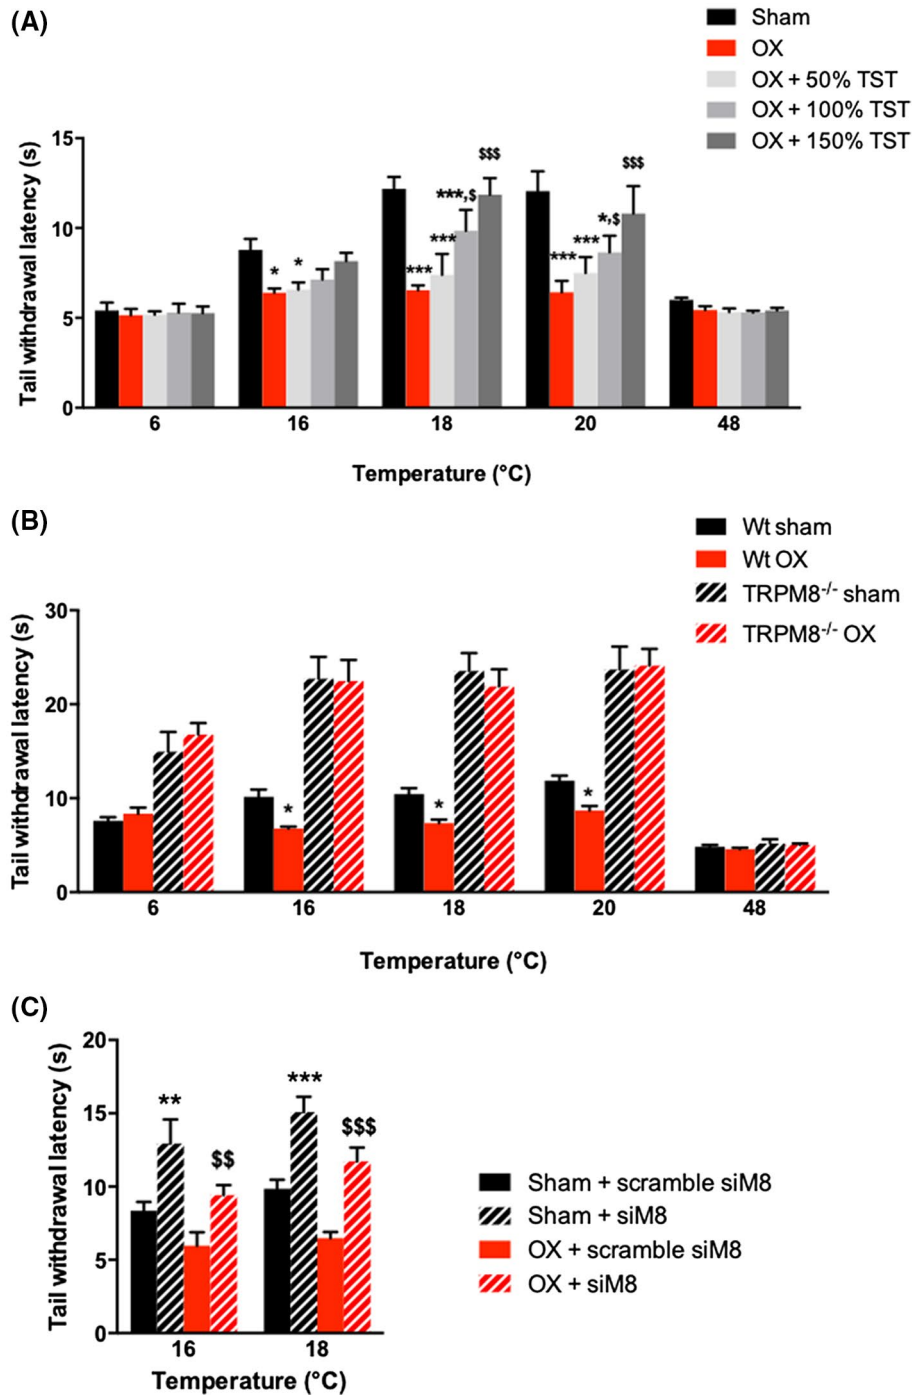 (A)
Sham
OX
OX + 50% TST
OX + 100% TST
OX + 150% TST
Tail withdrawal latency (s)
15
10
5
0
* *
*** *** ***,$ $$$
*** *** *,$ $$$
6 16 18 20 48
Temperature (°C)
(B)
Wt sham
Wt OX
TRPM8-/- sham
TRPM8-/- OX
Tail withdrawal latency (s)
30
20
10
0
* * *
6 16 18 20 48
Temperature (°C)
(C)
Tail withdrawal latency (s)
20
15
10
5
0
** $$ *** $$$
16 18
Temperature (°C)
Sham + scramble siM8
Sham + siM8
OX + scramble siM8
OX + siM8